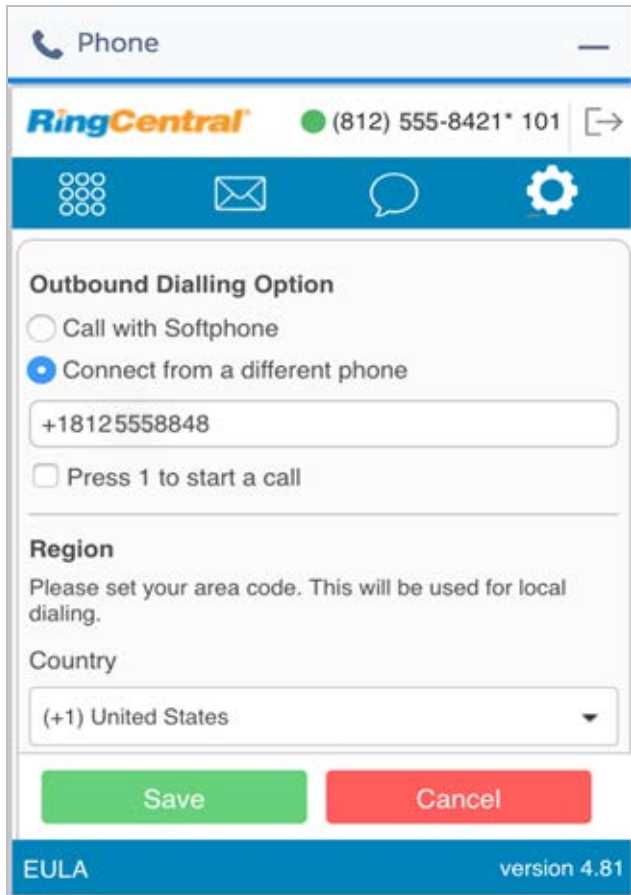 Phone
RingCentral (812) 555-8421* 101
Outbound Dialling Option
Call with Softphone
Connect from a different phone
+18125558848
Press 1 to start a call
Region
Please set your area code. This will be used for local
dialing.
Country
(+1) United States
Save Cancel
EULA version 4.81